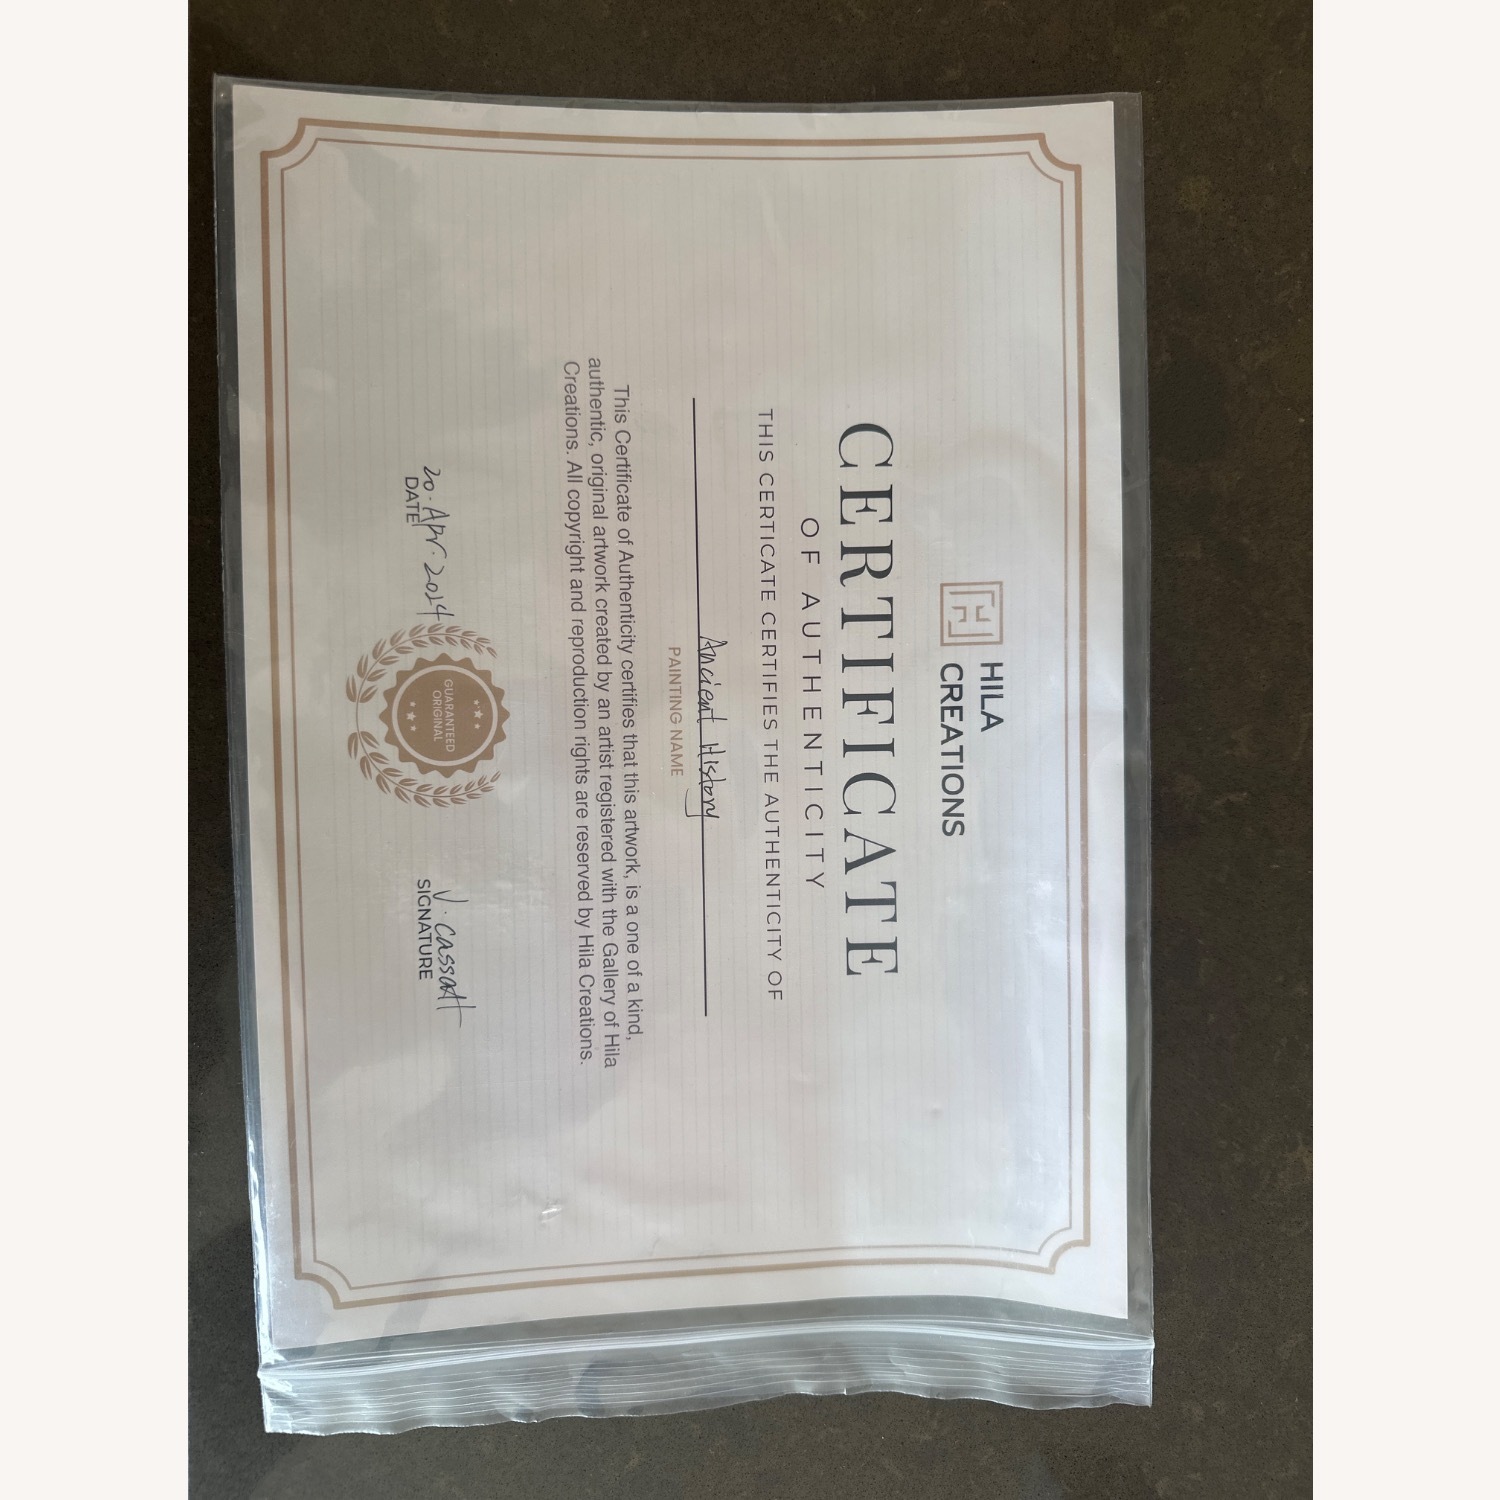 HILA
CREATIONS
CERTIFICATE
OF AUTHENTICITY
THIS CERTICATE CERTIFIES THE AUTHENTICITY OF
Ancient History
PAINTING NAME
This Certificate of Authenticity certifies that this artwork, is a one of a kind,
authentic, original artwork created by an artist registered with the Gallery of Hila
Creations. All copyright and reproduction rights are reserved by Hila Creations.
20. Apr. 2024
DATE
GUARANTEED
ORIGINAL
V. Cassatt
SIGNATURE